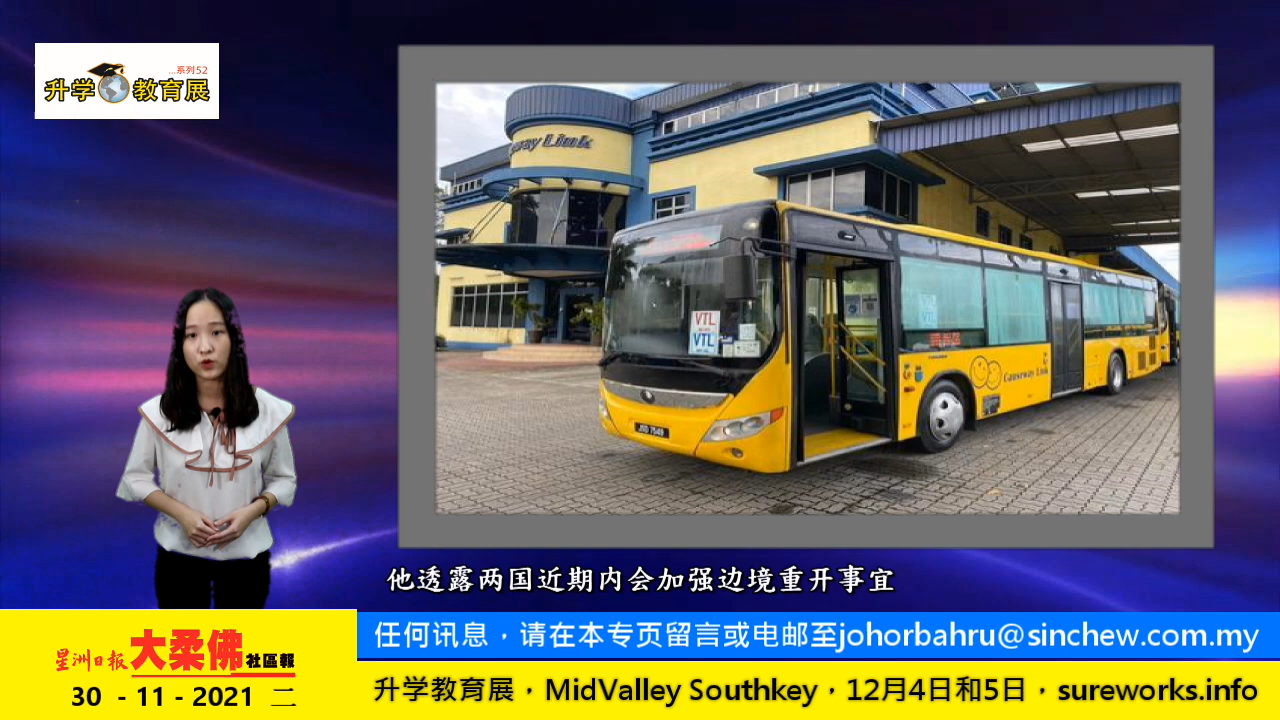 ...系列52
升学教育展
Causeway Link
VTL
VTL
Causeway Link
他透露两国近期内会加强边境重开事宜
任何讯息，请在本专页留言或电邮至johorbahru@sinchew.com.my
星洲日报 大柔佛 社區報
30 - 11 - 2021 二
升学教育展，MidValley Southkey，12月4日和5日，sureworks.info